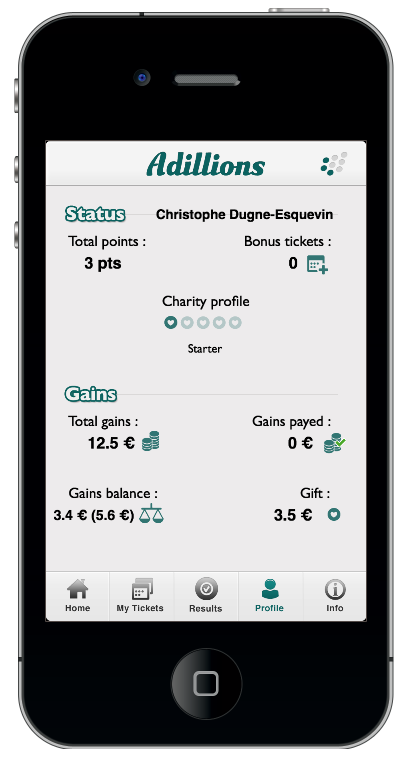 Adillions
Status Christophe Dugne-Esquevin
Total points : Bonus tickets :
3 pts 0
Charity profile
Starter
Gains
Total gains : Gains payed :
12.5 € 0 €
Gains balance : Gift :
3.4 € (5.6 €) 3.5 €
Home My Tickets Results Profile Info